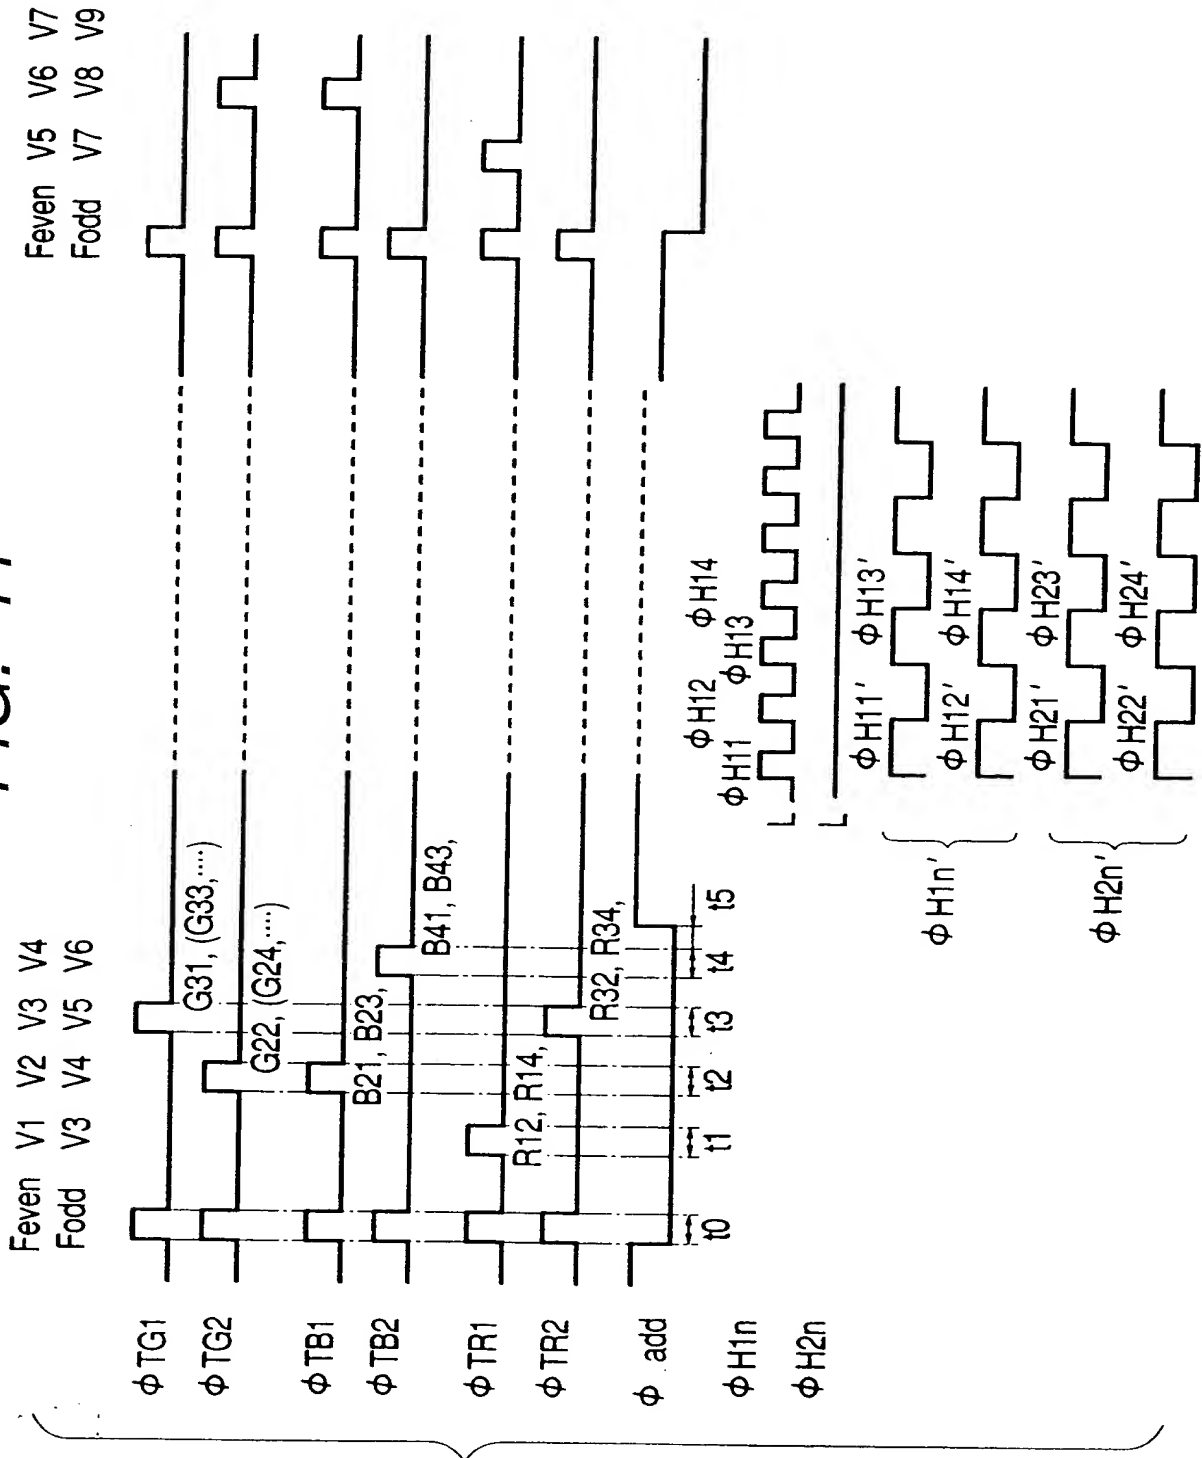 Feven V1 V2 V3 V4
Fodd V3 V4 V5 V6
Feven V5 V6 V7
Fodd V7 V8 V9
ϕTG1
G31, (G33,.....)
ϕTG2
G22, (G24,.....)
ϕTB1
B21, B23,
ϕTB2
B41, B43,
ϕTR1
R12, R14,
ϕTR2
R32, R34,
ϕ add
t0 t1 t2 t3 t4 t5
ϕH1n
L ϕH11 ϕH12 ϕH13 ϕH14
ϕH2n
L
ϕH1n'
ϕH11' ϕH13'
ϕH12' ϕH14'
ϕH2n'
ϕH21' ϕH23'
ϕH22' ϕH24'